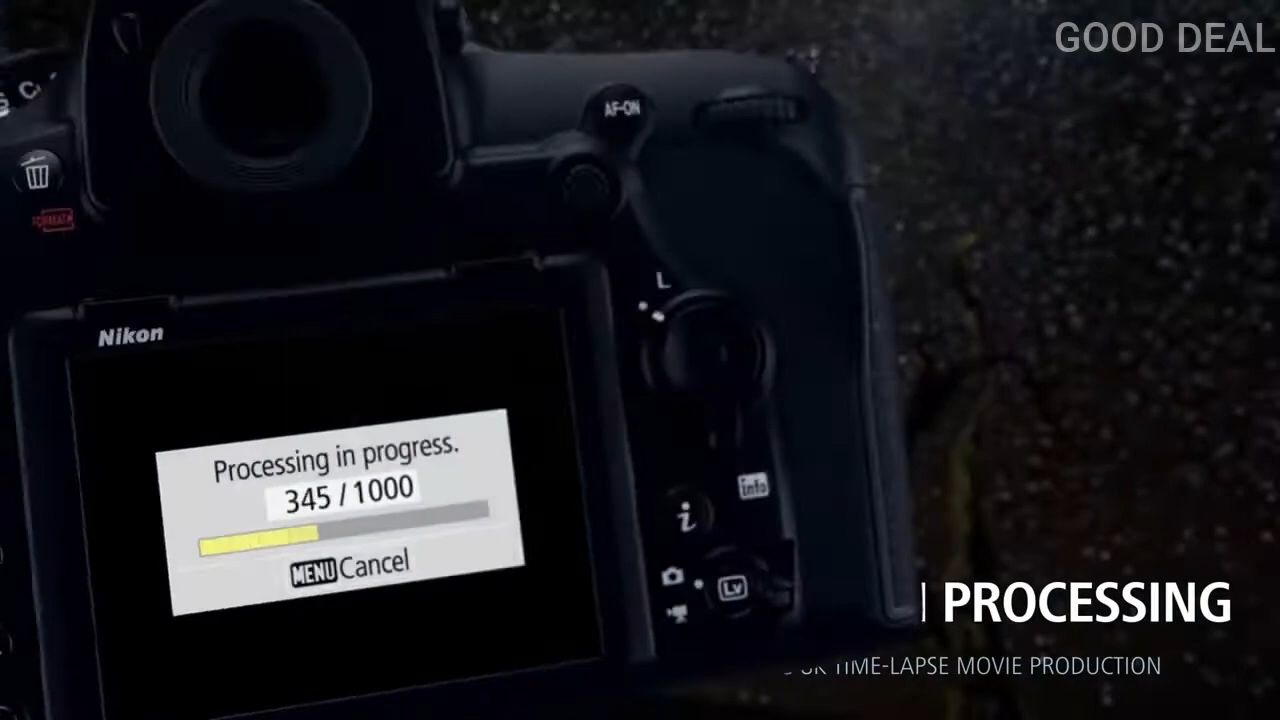 GOOD DEAL
AF-ON
L
Nikon
Processing in progress.
345 / 1000
MENU Cancel
info
i
Lv
PROCESSING
TIME-LAPSE MOVIE PRODUCTION